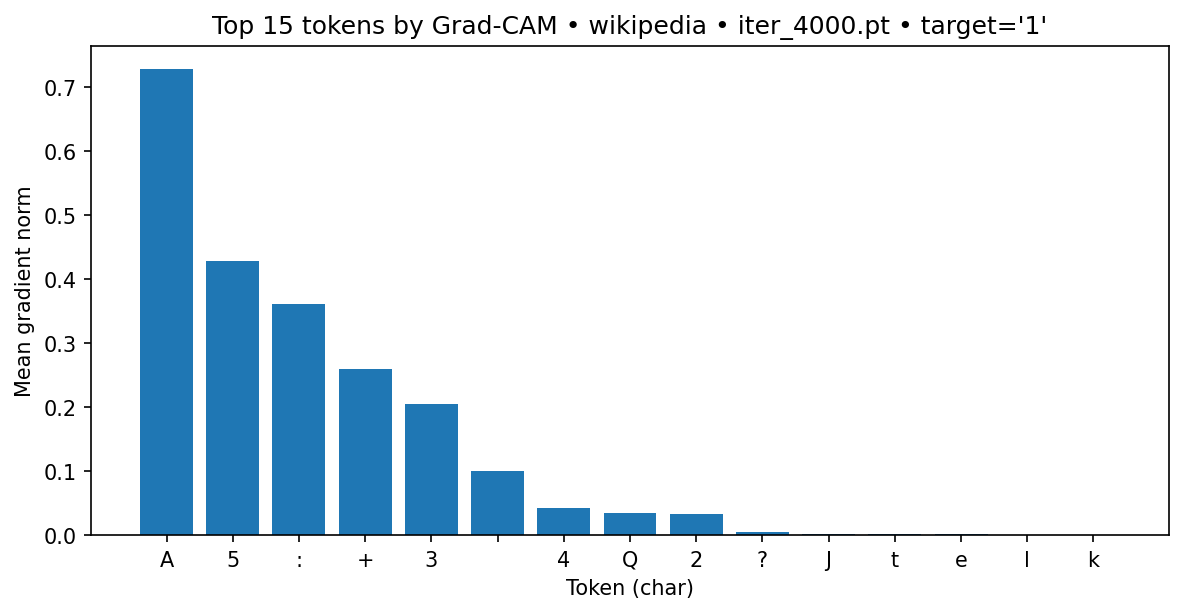 Top 15 tokens by Grad-CAM • wikipedia • iter_4000.pt • target='1'
Mean gradient norm
0.7
0.6
0.5
0.4
0.3
0.2
0.1
0.0
A 5 : + 3 4 Q 2 ? J t e l k
Token (char)